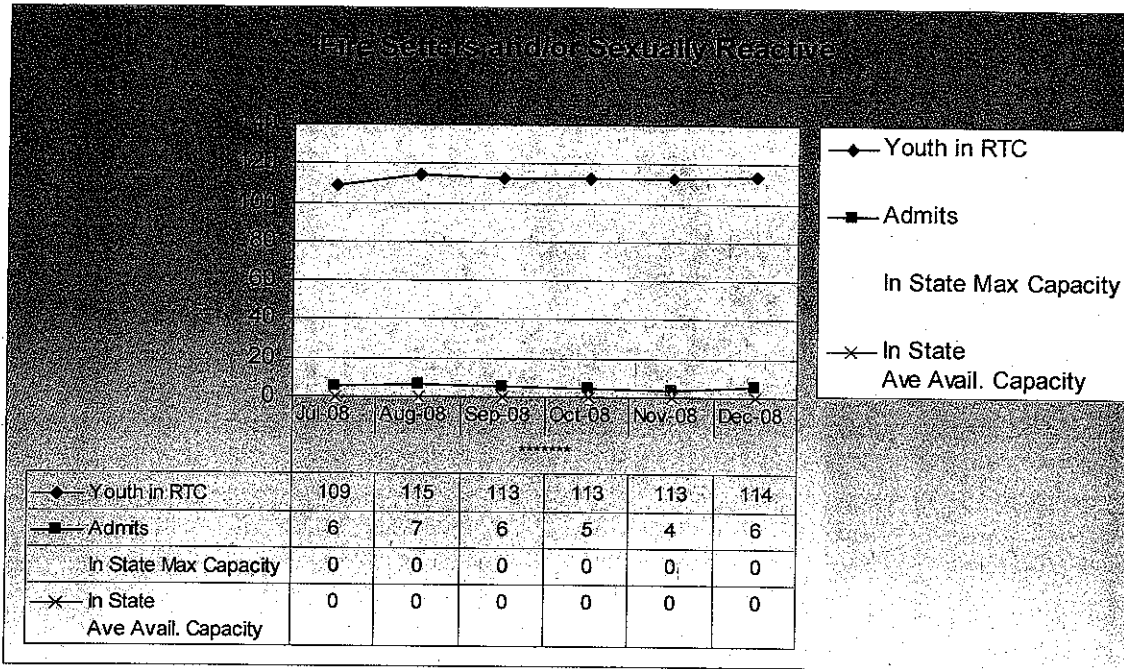 Fire Setters and/or Sexually Reactive
140
120
100
80
60
40
20
0
Jul-08 Aug-08 Sep-08 Oct-08 Nov-08 Dec-08
*******
Youth in RTC
Admits
In State Max Capacity
In State
Ave Avail. Capacity
Youth in RTC 109 115 113 113 113 114
Admits 6 7 6 5 4 6
In State Max Capacity 0 0 0 0 0 0
In State 0 0 0 0 0 0
Ave Avail. Capacity